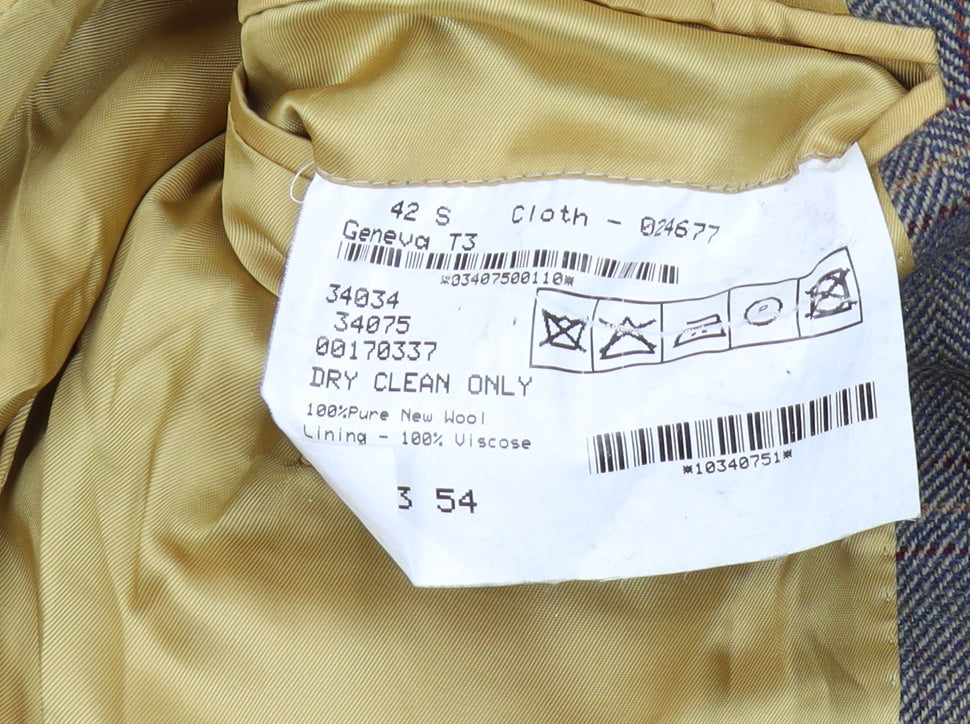 42 S Cloth - 024677
Geneva T3
*03407500110*
34034
34075
00170337
DRY CLEAN ONLY
100%Pure New Wool
Lining - 100% Viscose
*10340751*
3 54